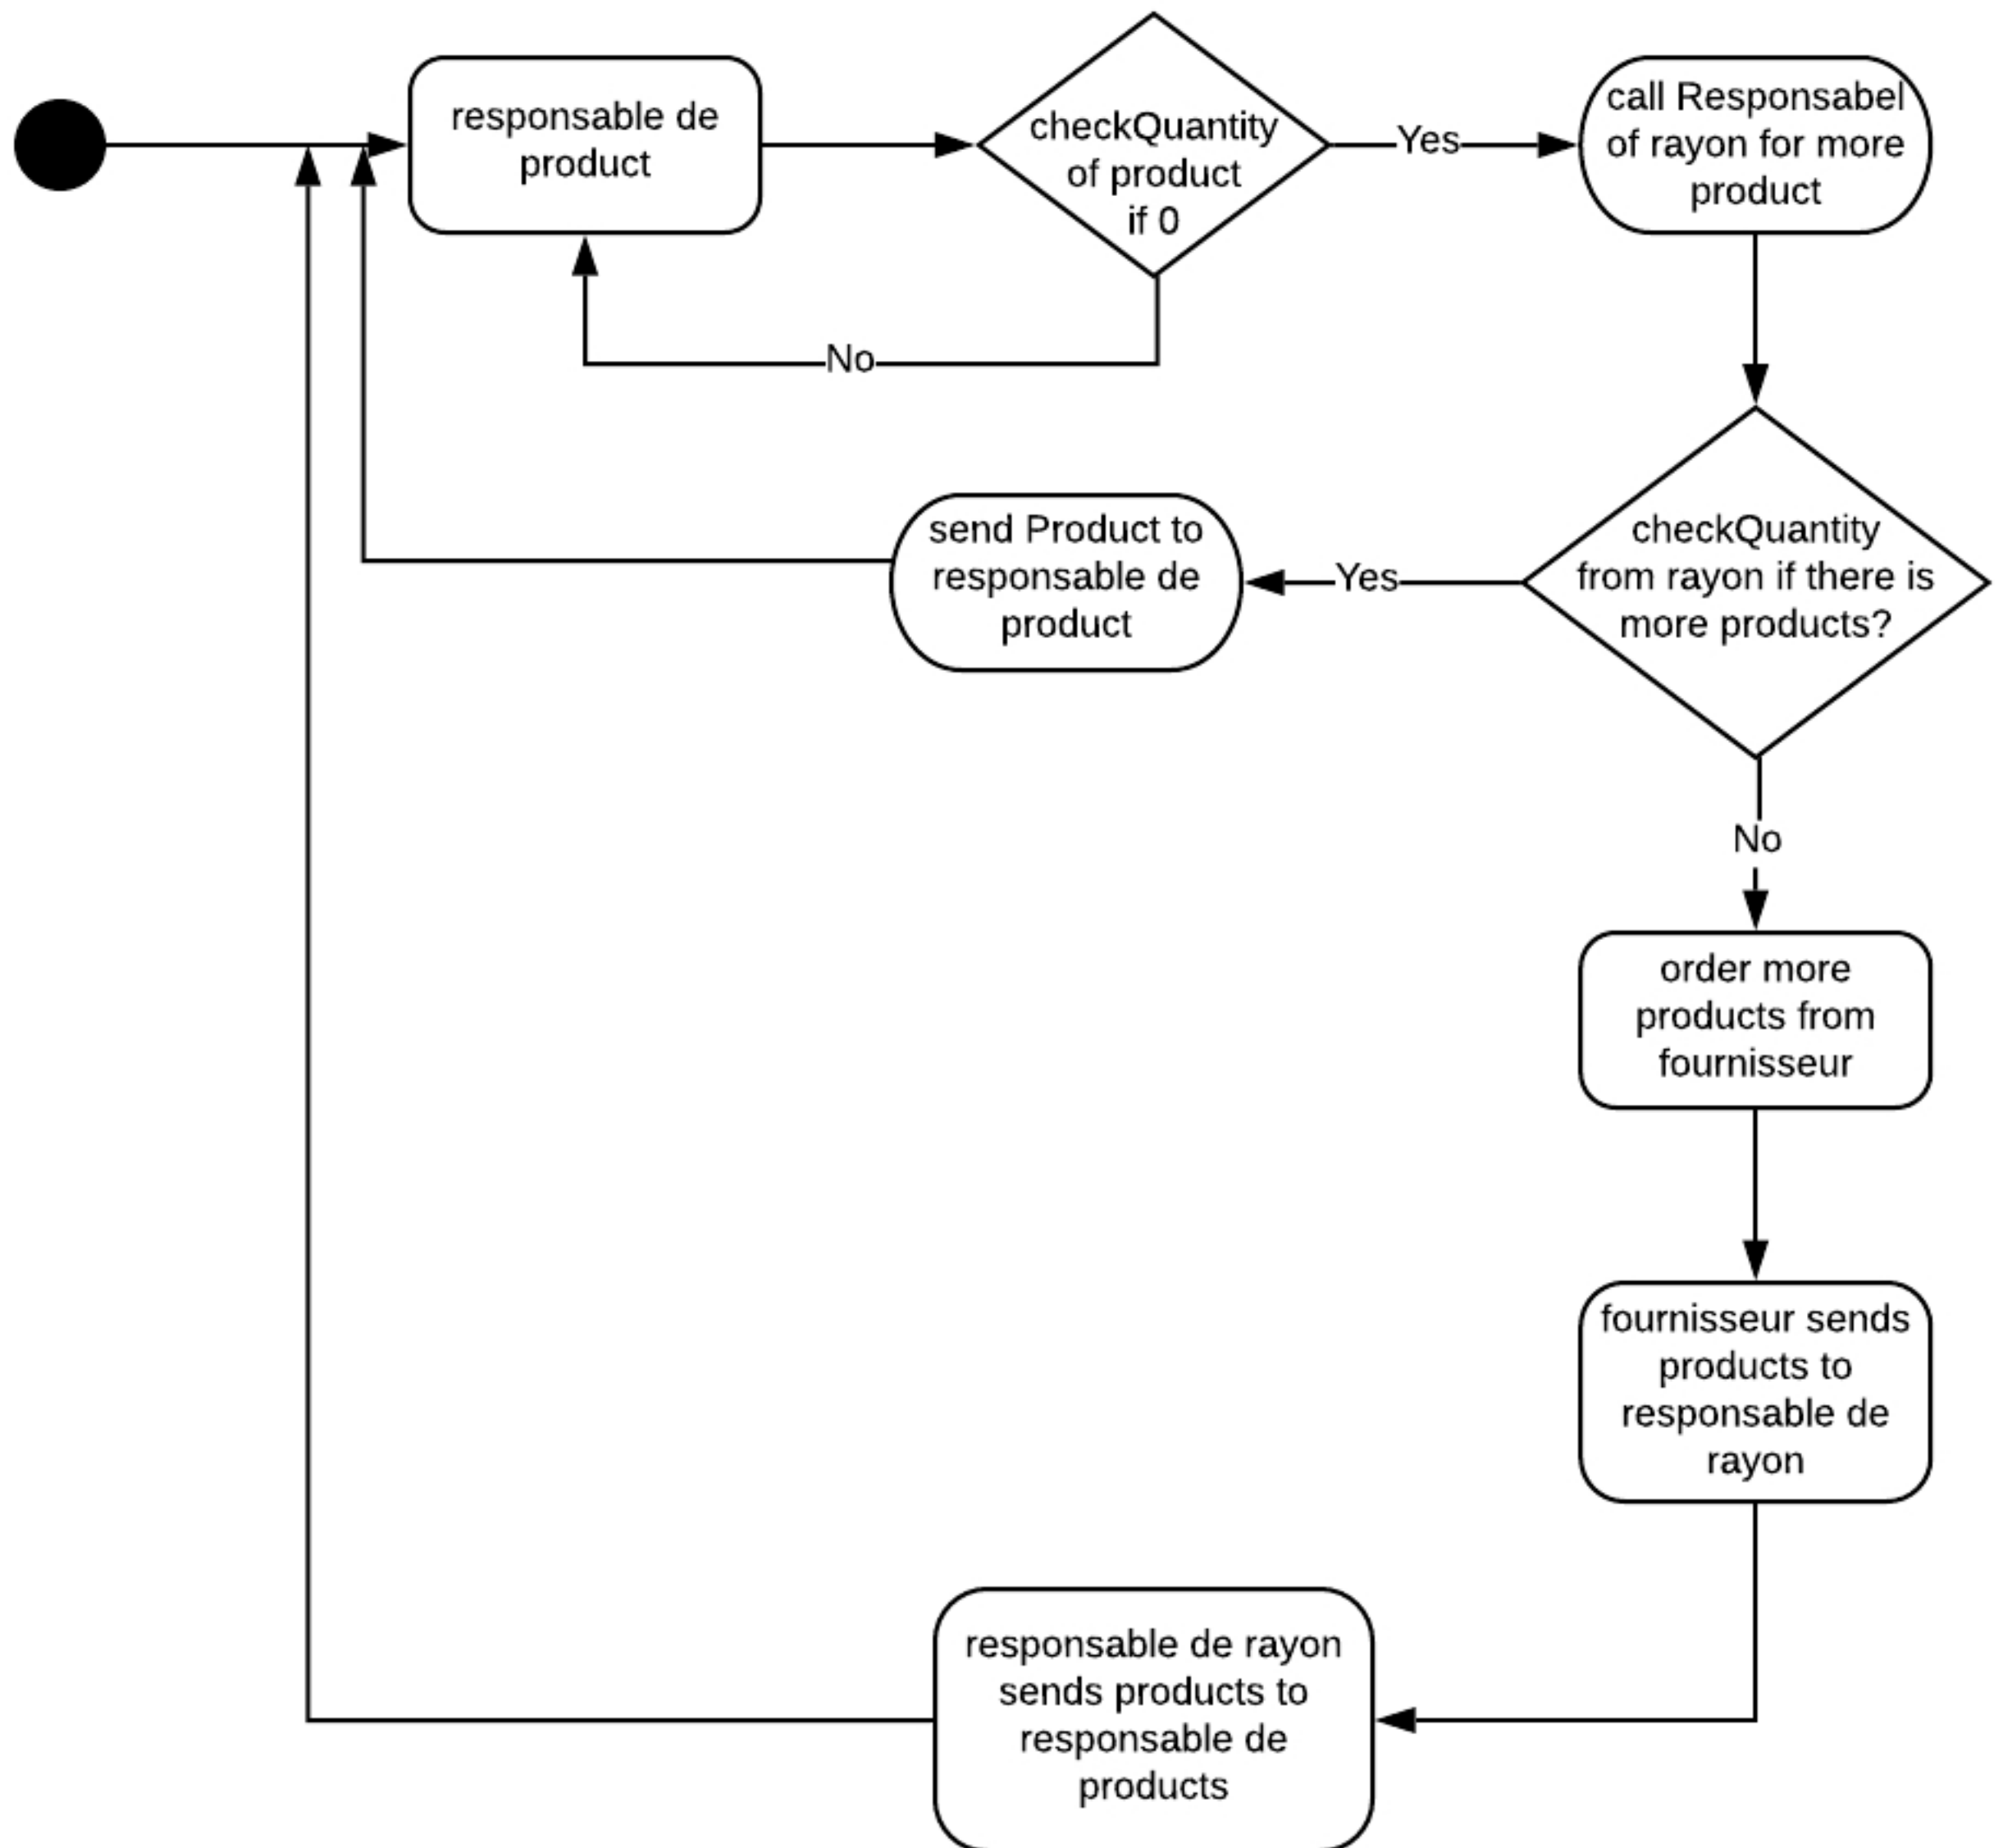 responsable de
product
checkQuantity
of product
if 0
Yes
call Responsabel
of rayon for more
product
No
send Product to
responsable de
product
Yes
checkQuantity
from rayon if there is
more products?
No
order more
products from
fournisseur
fournisseur sends
products to
responsable de
rayon
responsable de rayon
sends products to
responsable de
products